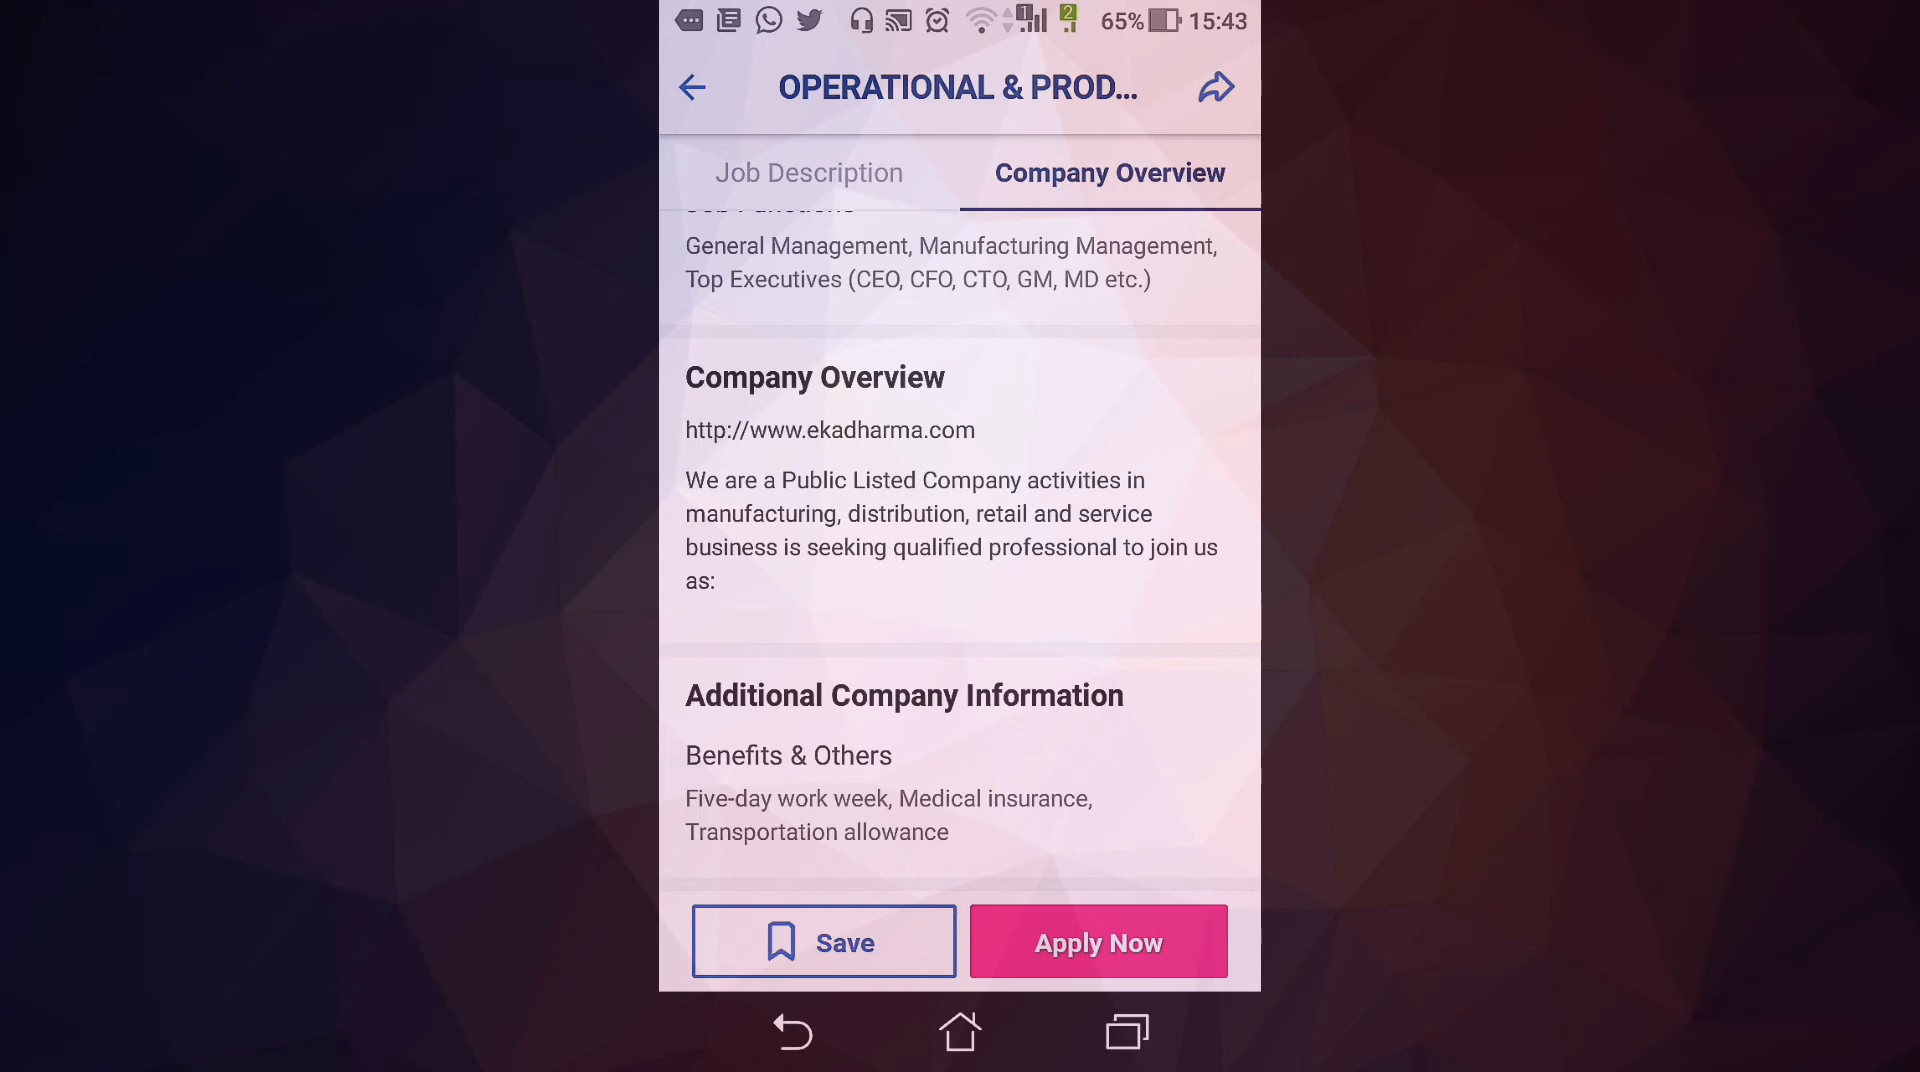 1 2 65% 15:43
OPERATIONAL & PROD...
Job Description Company Overview
General Management, Manufacturing Management,
Top Executives (CEO, CFO, CTO, GM, MD etc.)
Company Overview
http://www.ekadharma.com
We are a Public Listed Company activities in
manufacturing, distribution, retail and service
business is seeking qualified professional to join us
as:
Additional Company Information
Benefits & Others
Five-day work week, Medical insurance,
Transportation allowance
Save Apply Now